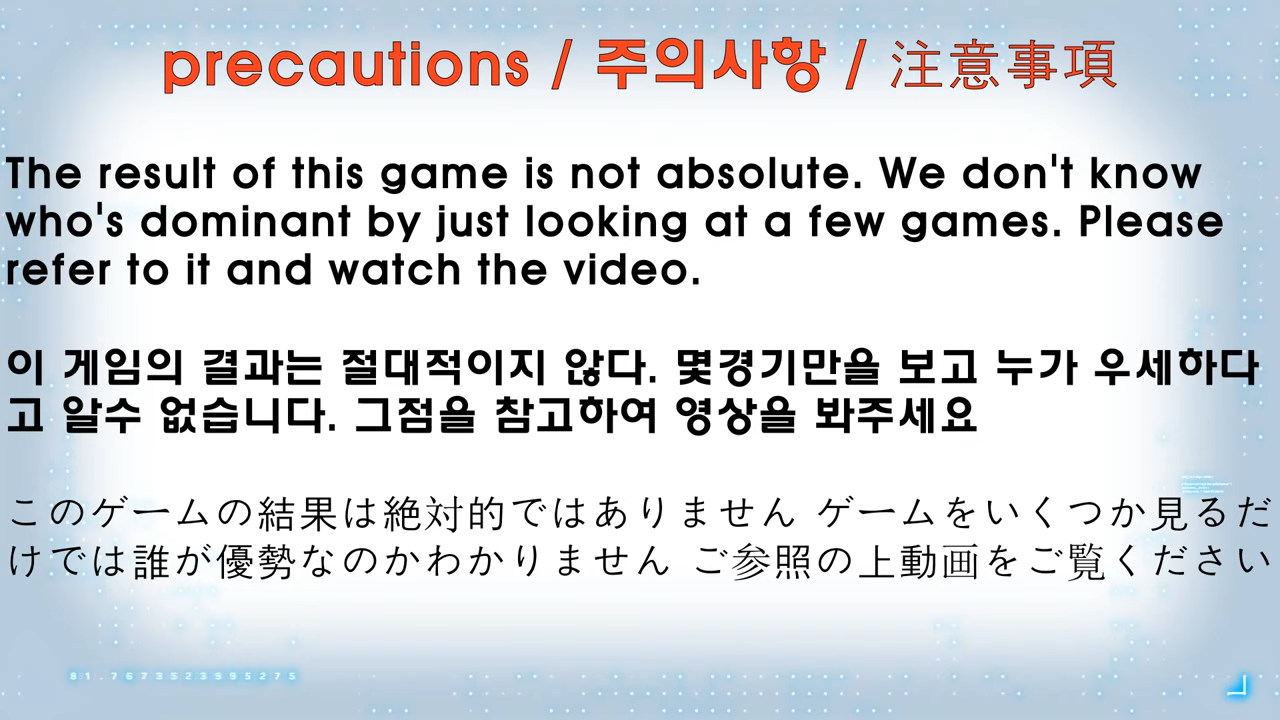 precautions / 주의사항 / 注意事項
The result of this game is not absolute. We don't know
who's dominant by just looking at a few games. Please
refer to it and watch the video.
이 게임의 결과는 절대적이지 않다. 몇경기만을 보고 누가 우세하다
고 알수 없습니다. 그점을 참고하여 영상을 봐주세요
このゲームの結果は絶対的ではありません ゲームをいくつか見るだ
けでは誰が優勢なのかわかりません ご参照の上動画をご覧ください
81.7673523995275